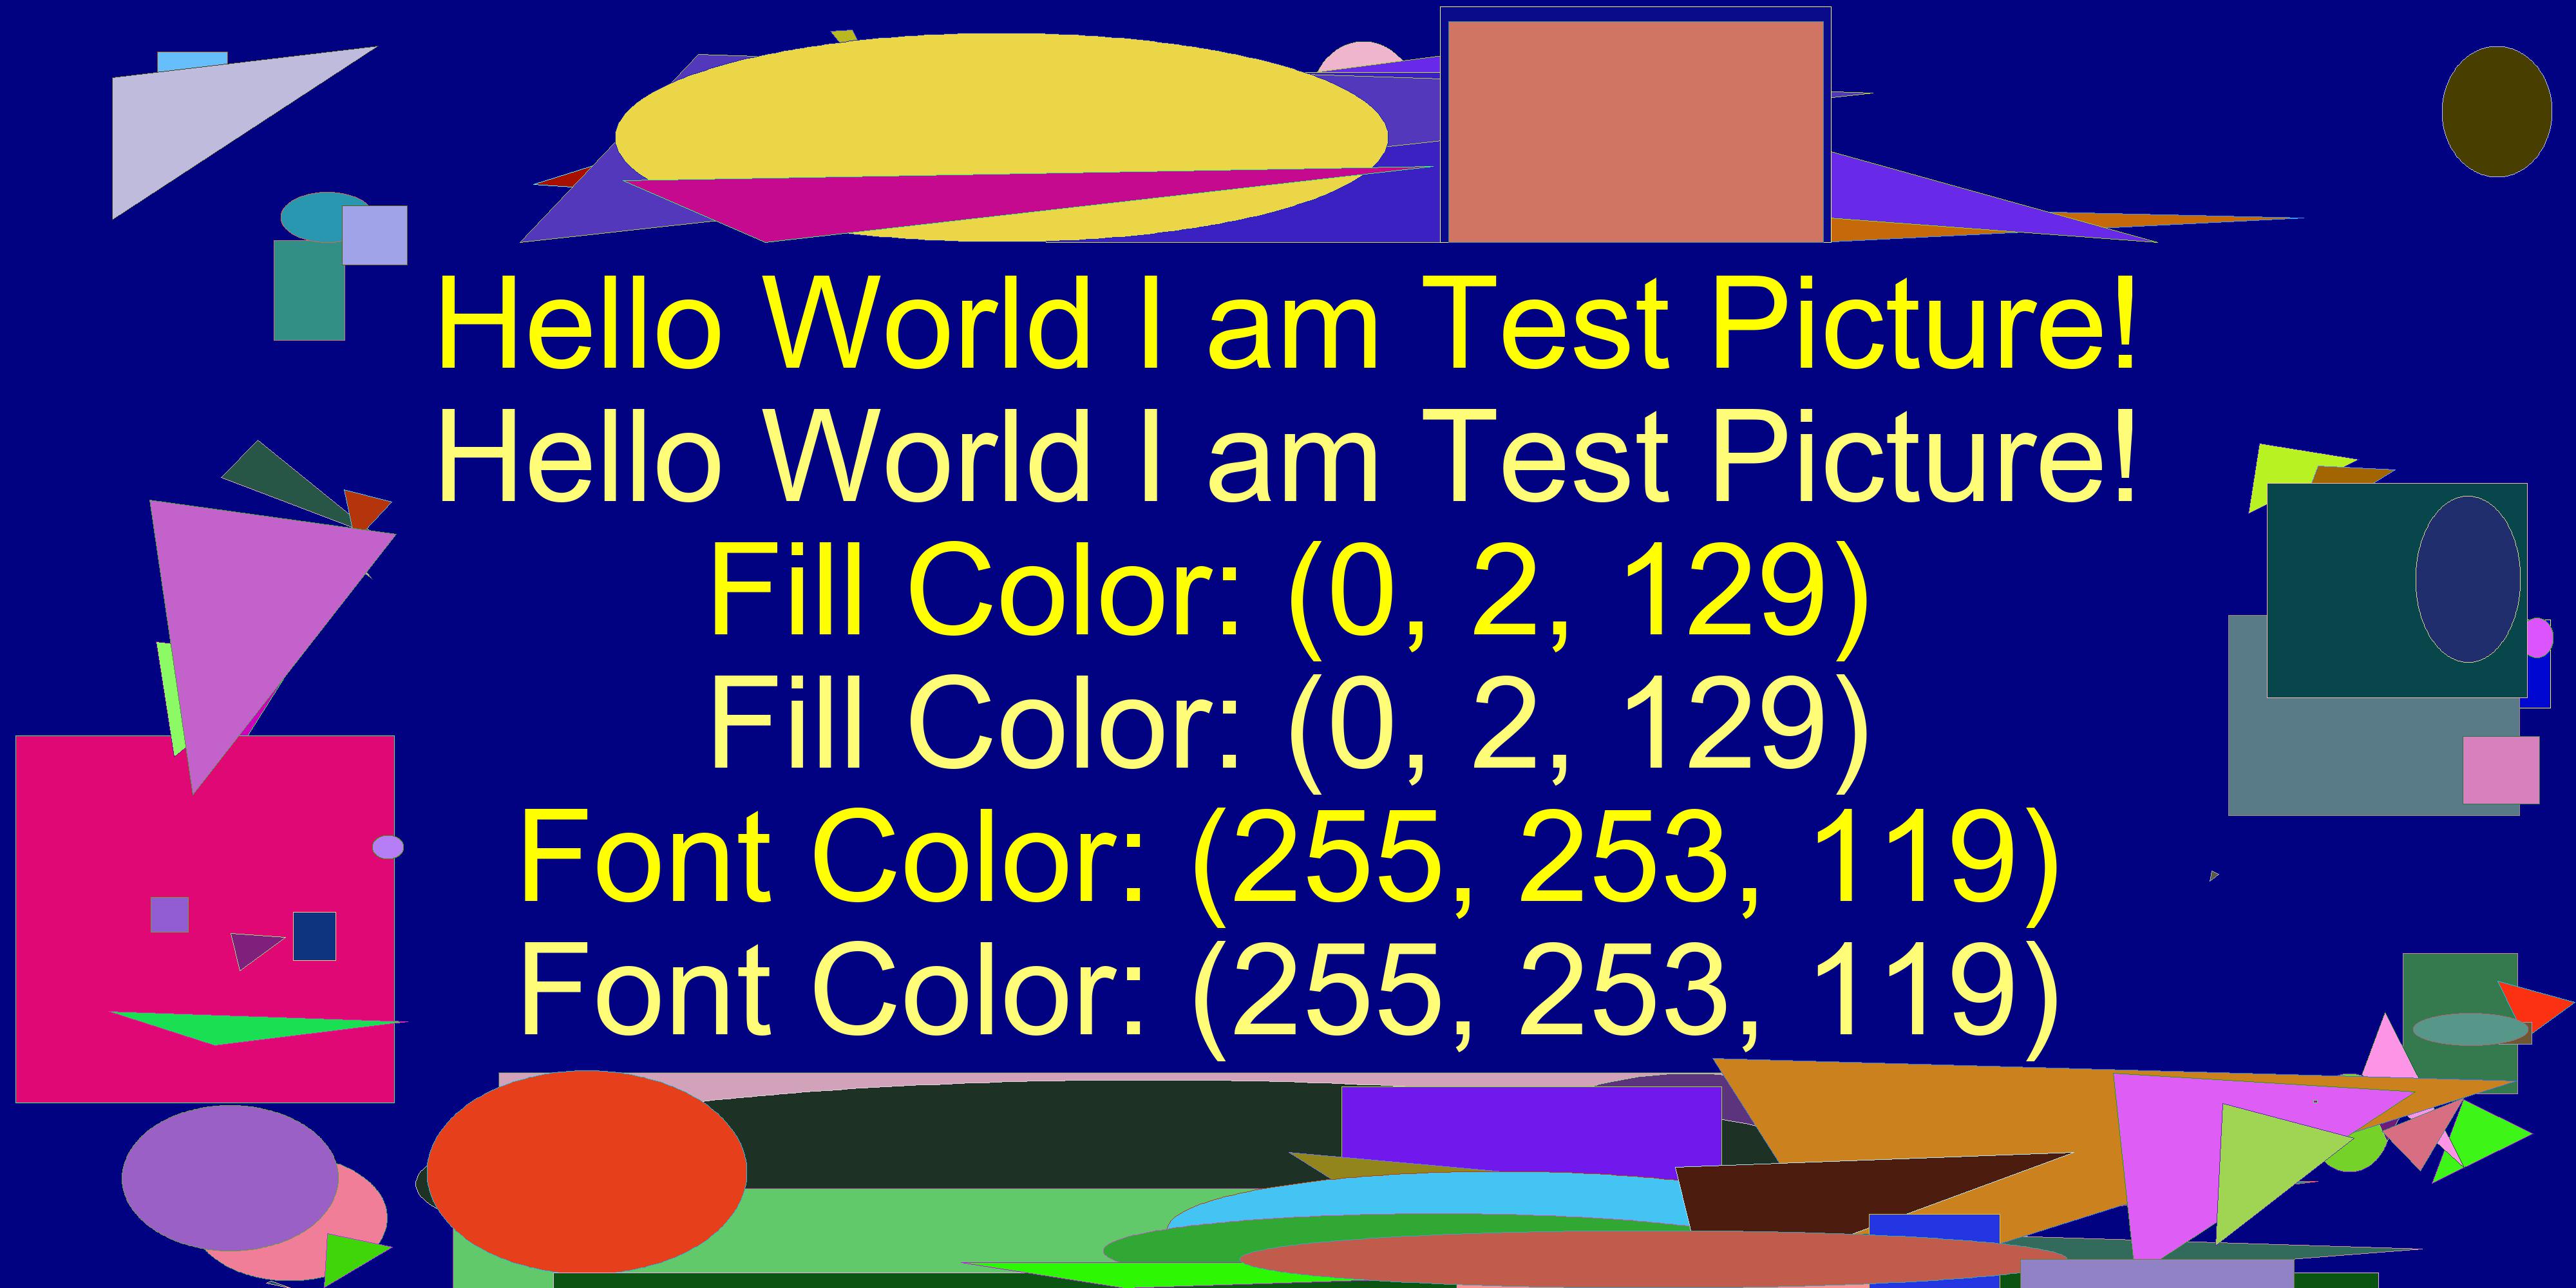 Hello World I am Test Picture!
Hello World I am Test Picture!
Fill Color: (0, 2, 129)
Fill Color: (0, 2, 129)
Font Color: (255, 253, 119)
Font Color: (255, 253, 119)